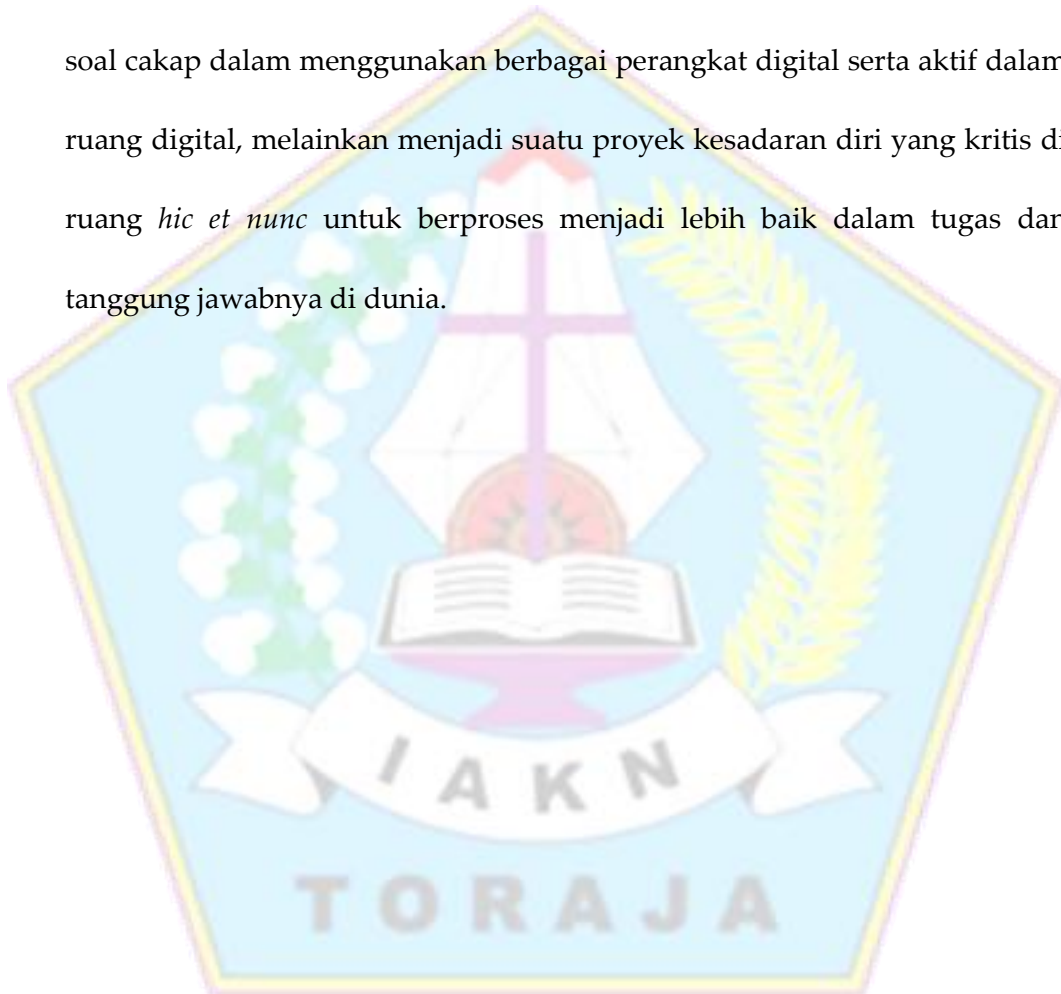 soal cakap dalam menggunakan berbagai perangkat digital serta aktif dalam
ruang digital, melainkan menjadi suatu proyek kesadaran diri yang kritis di
ruang hic et nunc untuk berproses menjadi lebih baik dalam tugas dan
tanggung jawabnya di dunia.
IAKN
TORAJA